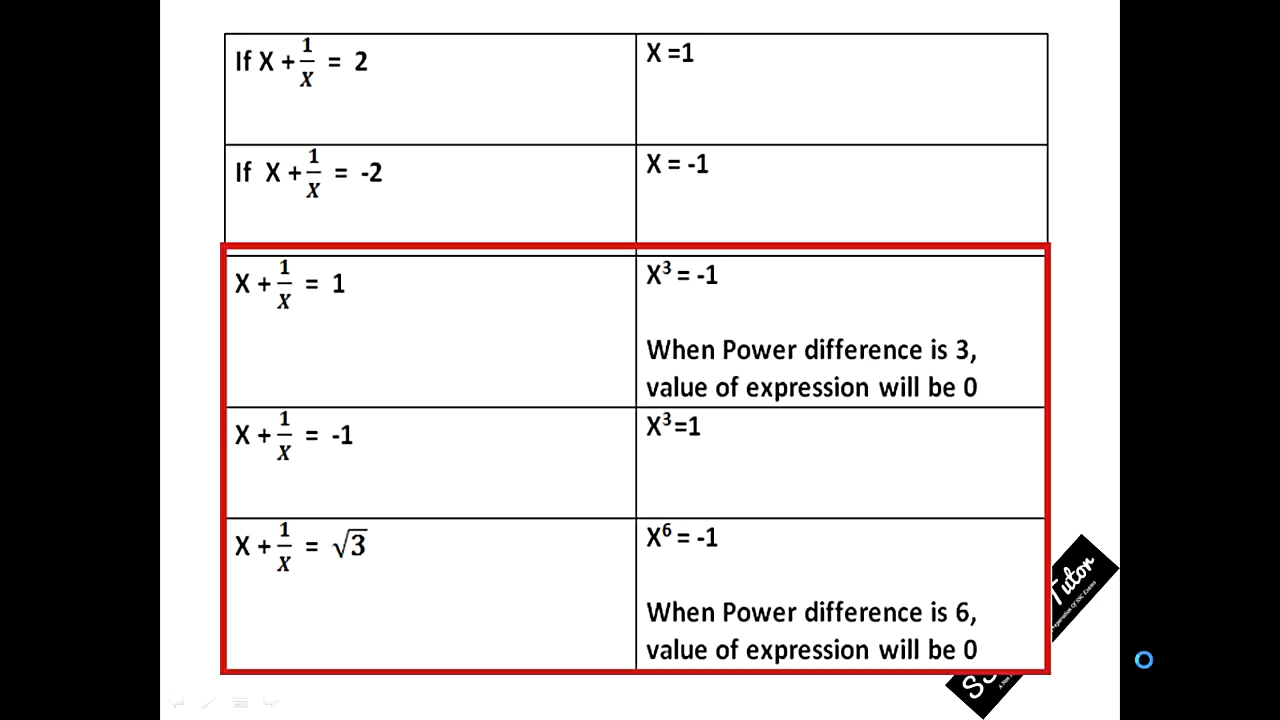 If X + 1/X = 2
X =1
If X + 1/X = -2
X = -1
X + 1/X = 1
X³ = -1
When Power difference is 3,
value of expression will be 0
X + 1/X = -1
X³=1
X + 1/X = √3
X⁶ = -1
When Power difference is 6,
value of expression will be 0
Tutor